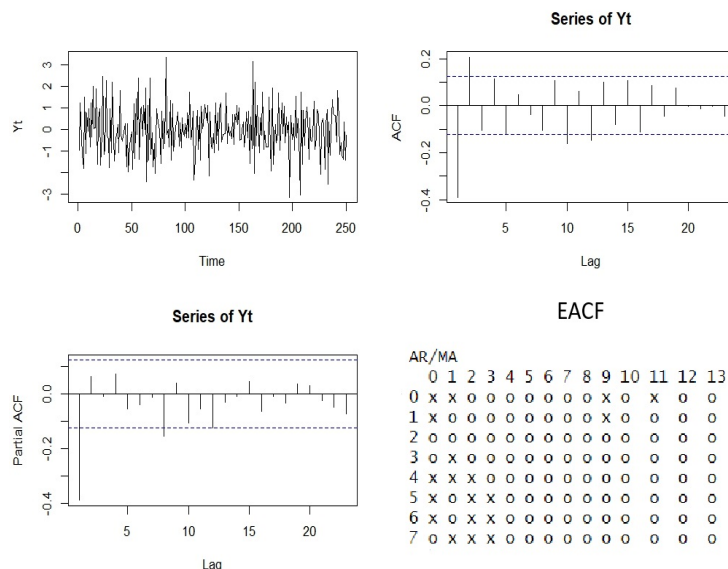 Series of Yt
Yt
3
2
1
0
-1
-3
0 50 100 150 200 250
Time
ACF
0.2
0.0
-0.2
-0.4
5 10 15 20
Lag
Series of Yt
Partial ACF
0.0
-0.2
-0.4
5 10 15 20
Lag
EACF
AR/MA
0 1 2 3 4 5 6 7 8 9 10 11 12 13
0 x x o o o o o o o x o x o o
1 x o o o o o o o o x o o o o
2 o o o o o o o o o o o o o o
3 o x o o o o o o o o o o o o
4 x x x o o o o o o o o o o o
5 x o x x o o o o o o o o o o
6 x o x x o o o o o o o o o o
7 o x x x o o o o o o o o o o